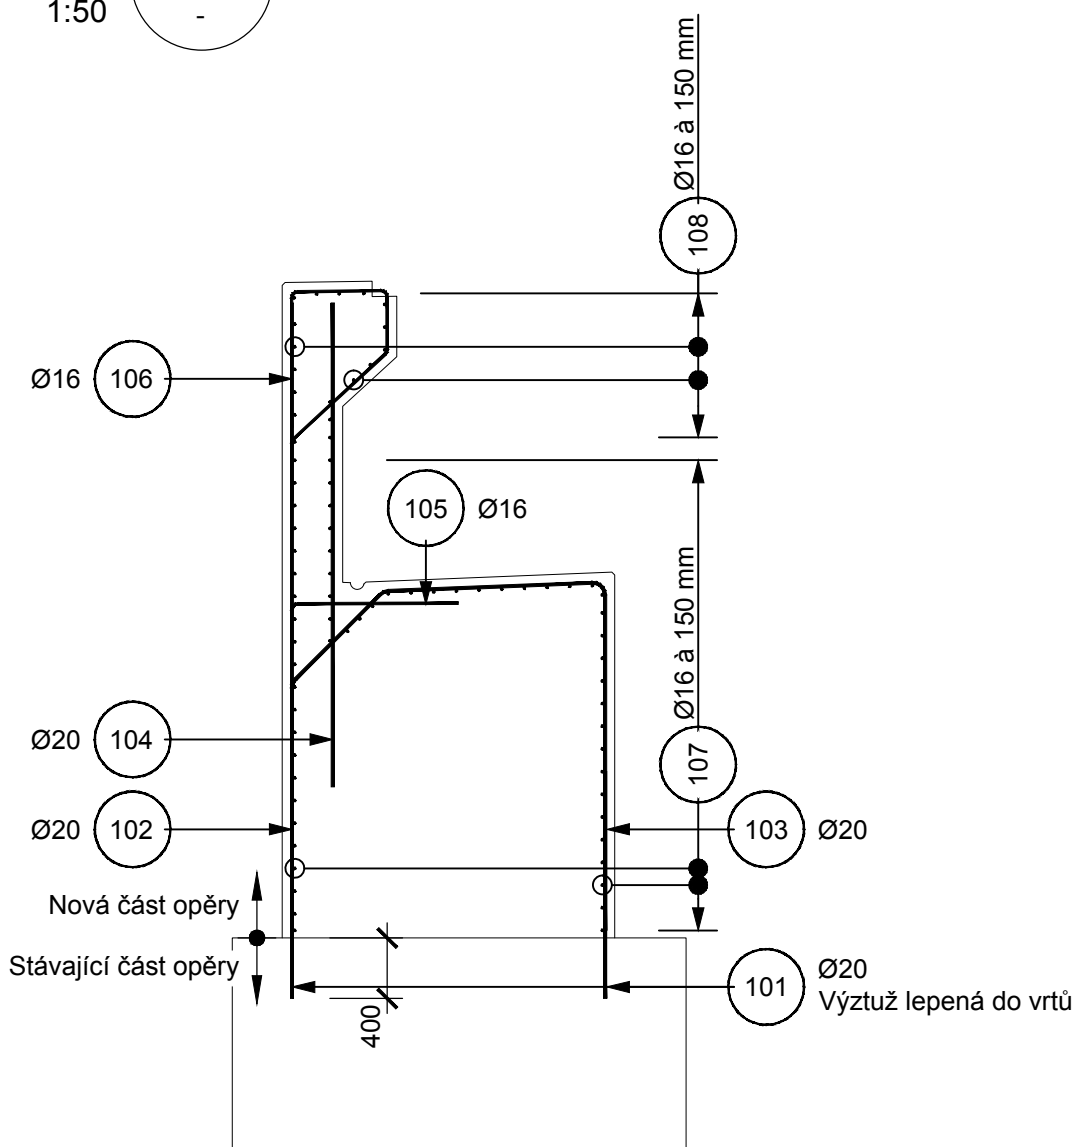 1:50
-
Ø16 à 150 mm
108
Ø16
106
105
Ø16
Ø16 à 150 mm
107
Ø20
104
Ø20
102
103
Ø20
Nová část opěry
Stávající část opěry
400
101
Ø20
Výztuž lepená do vrtů